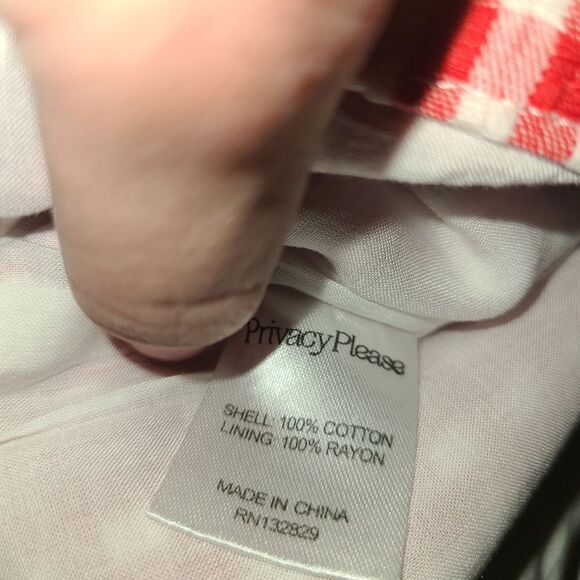 PrivacyPlease
SHELL: 100% COTTON
LINING: 100% RAYON
MADE IN CHINA
RN132829